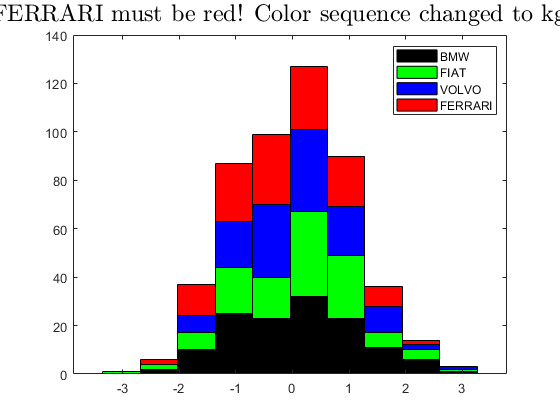 FERRARI must be red! Color sequence changed to kg
140
120
100
80
60
40
20
0
-3 -2 -1 0 1 2 3
BMW
FIAT
VOLVO
FERRARI